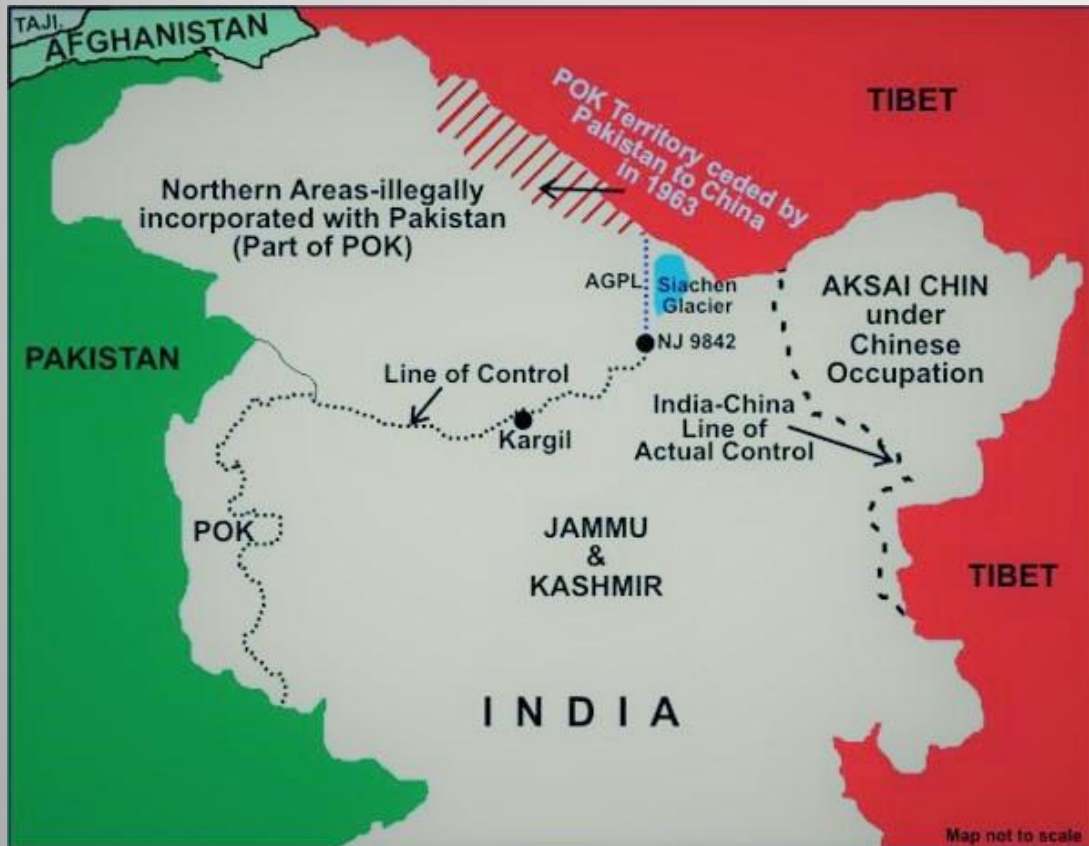 TAJI.
AFGHANISTAN
TIBET
POK Territory ceded by
Pakistan to China
in 1963
Northern Areas-illegally
incorporated with Pakistan
(Part of POK)
AGPL
Siachen
Glacier
AKSAI CHIN
under
Chinese
Occupation
NJ 9842
PAKISTAN
Line of Control
Kargil
India-China
Line of
Actual Control
POK
JAMMU
&
KASHMIR
TIBET
INDIA
Map not to scale